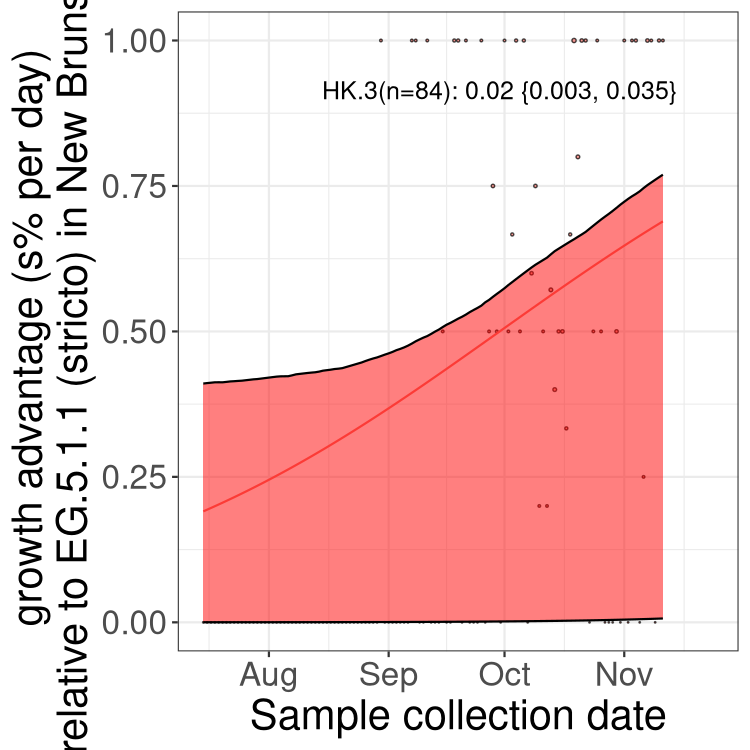 growth advantage (s% per day)
relative to EG.5.1.1 (stricto) in New Bruns
1.00
0.75
0.50
0.25
0.00
HK.3(n=84): 0.02 {0.003, 0.035}
Aug Sep Oct Nov
Sample collection date